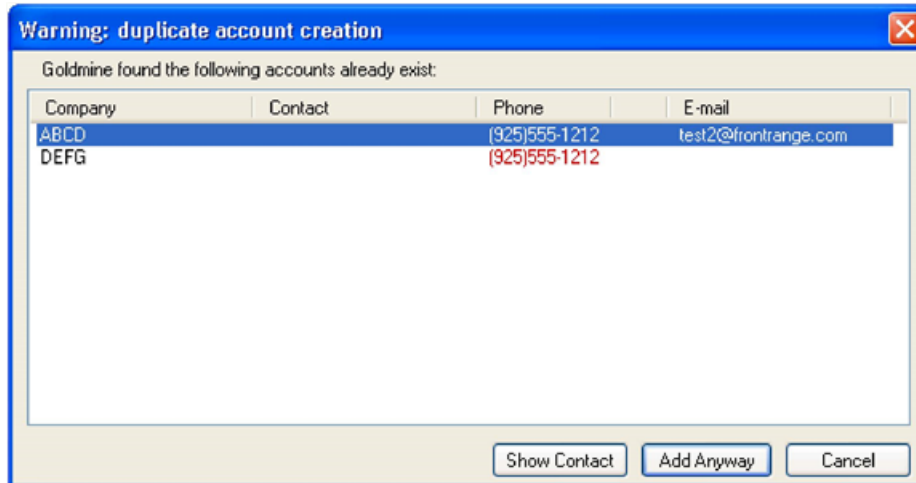 Warning: duplicate account creation
Goldmine found the following accounts already exist:
Company Contact Phone E-mail
ABCD (925)555-1212 test2@frontrange.com
DEFG (925)555-1212
Show Contact Add Anyway Cancel